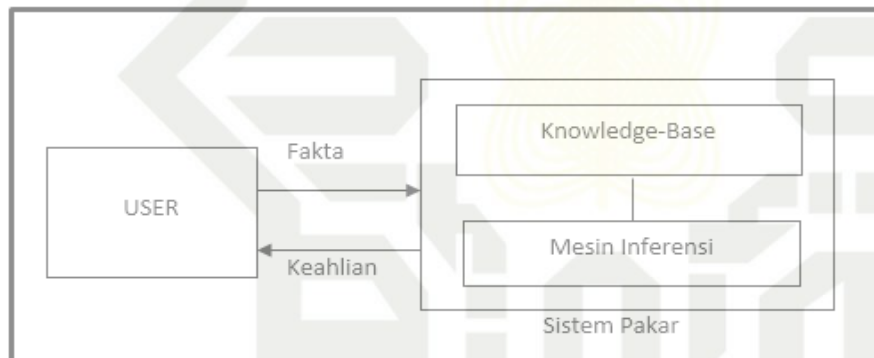 Fakta
Knowledge-Base
USER
Mesin Inferensi
Keahlian
Sistem Pakar